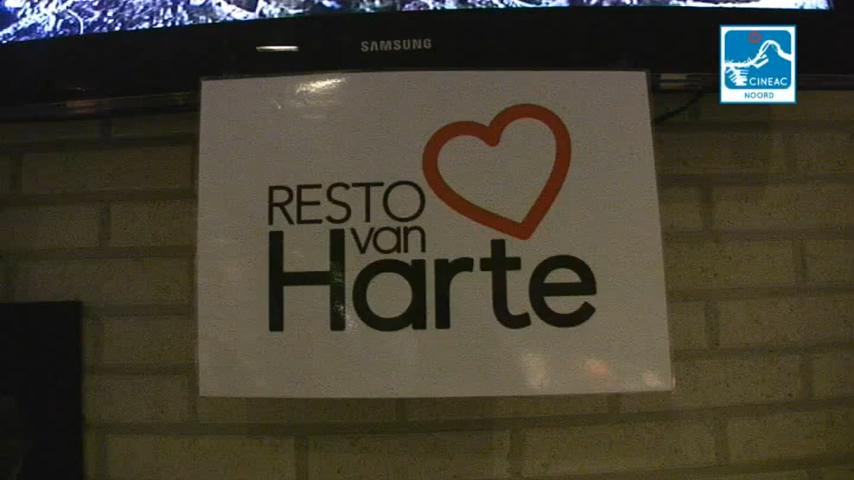 SAMSUNG
CINEAC
NOORD
RESTO
van
Harte